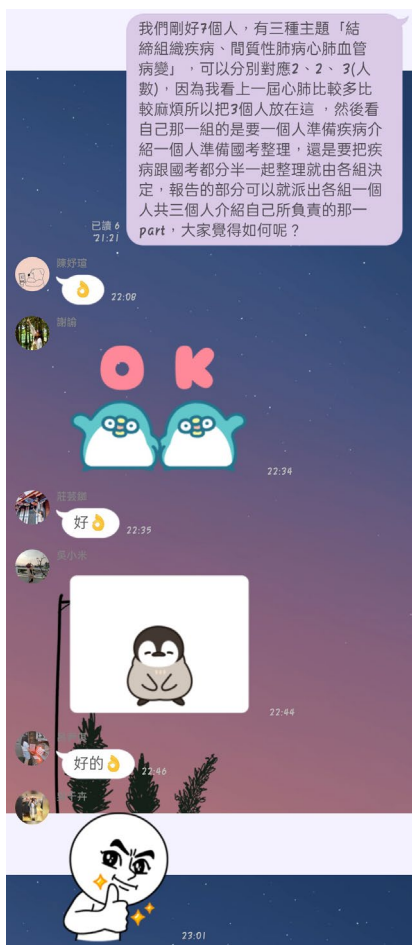 我們剛好7個人，有三種主題「結
締組織疾病、間質性肺病心肺血管
病變」，可以分別對應2、2、3(人
數)，因為我看上一屆心肺比較多比
較麻煩所以把3個人放在這 ，然後看
自己那一組的是要一個人準備疾病介
紹一個人準備國考整理，還是要把疾
病跟國考都分半一起整理就由各組決
定，報告的部分可以就派出各組一個
人共三個人介紹自己所負責的那一
part，大家覺得如何呢？
已讀 6
21:21
陳妤瑄
22:08
謝諭
OK
22:34
好
22:35
吳小米
22:44
好的
22:46
23:01